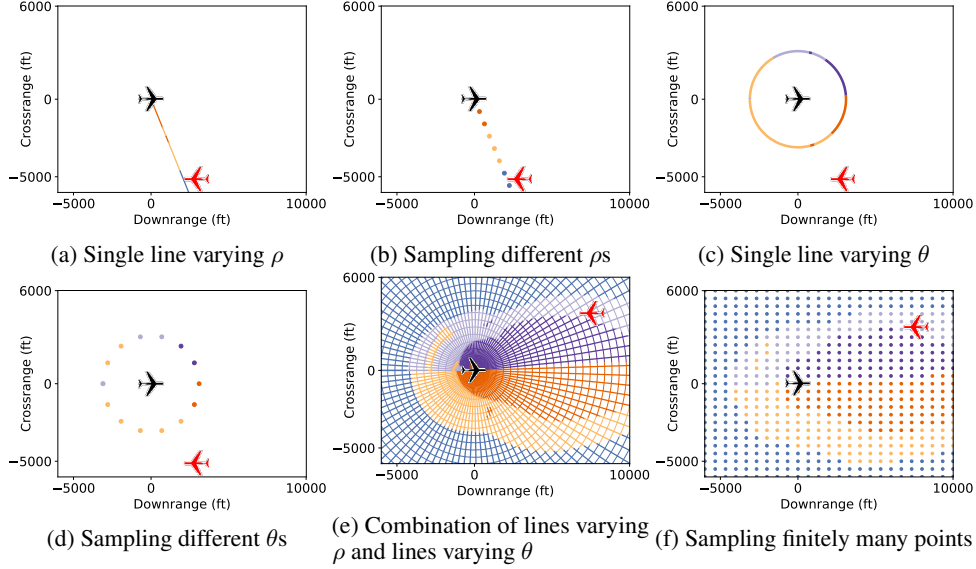 6000
0
−5000
Crossrange (ft)
−5000
0
10000
Downrange (ft)
(a) Single line varying ρ
6000
0
−5000
Crossrange (ft)
−5000
0
10000
Downrange (ft)
(b) Sampling different ρs
6000
0
−5000
Crossrange (ft)
−5000
0
10000
Downrange (ft)
(c) Single line varying θ
6000
0
−5000
Crossrange (ft)
−5000
0
10000
Downrange (ft)
(d) Sampling different θs
6000
0
−5000
Crossrange (ft)
−5000
0
10000
Downrange (ft)
(e) Combination of lines varying
ρ and lines varying θ
6000
0
−5000
Crossrange (ft)
−5000
0
10000
Downrange (ft)
(f) Sampling finitely many points